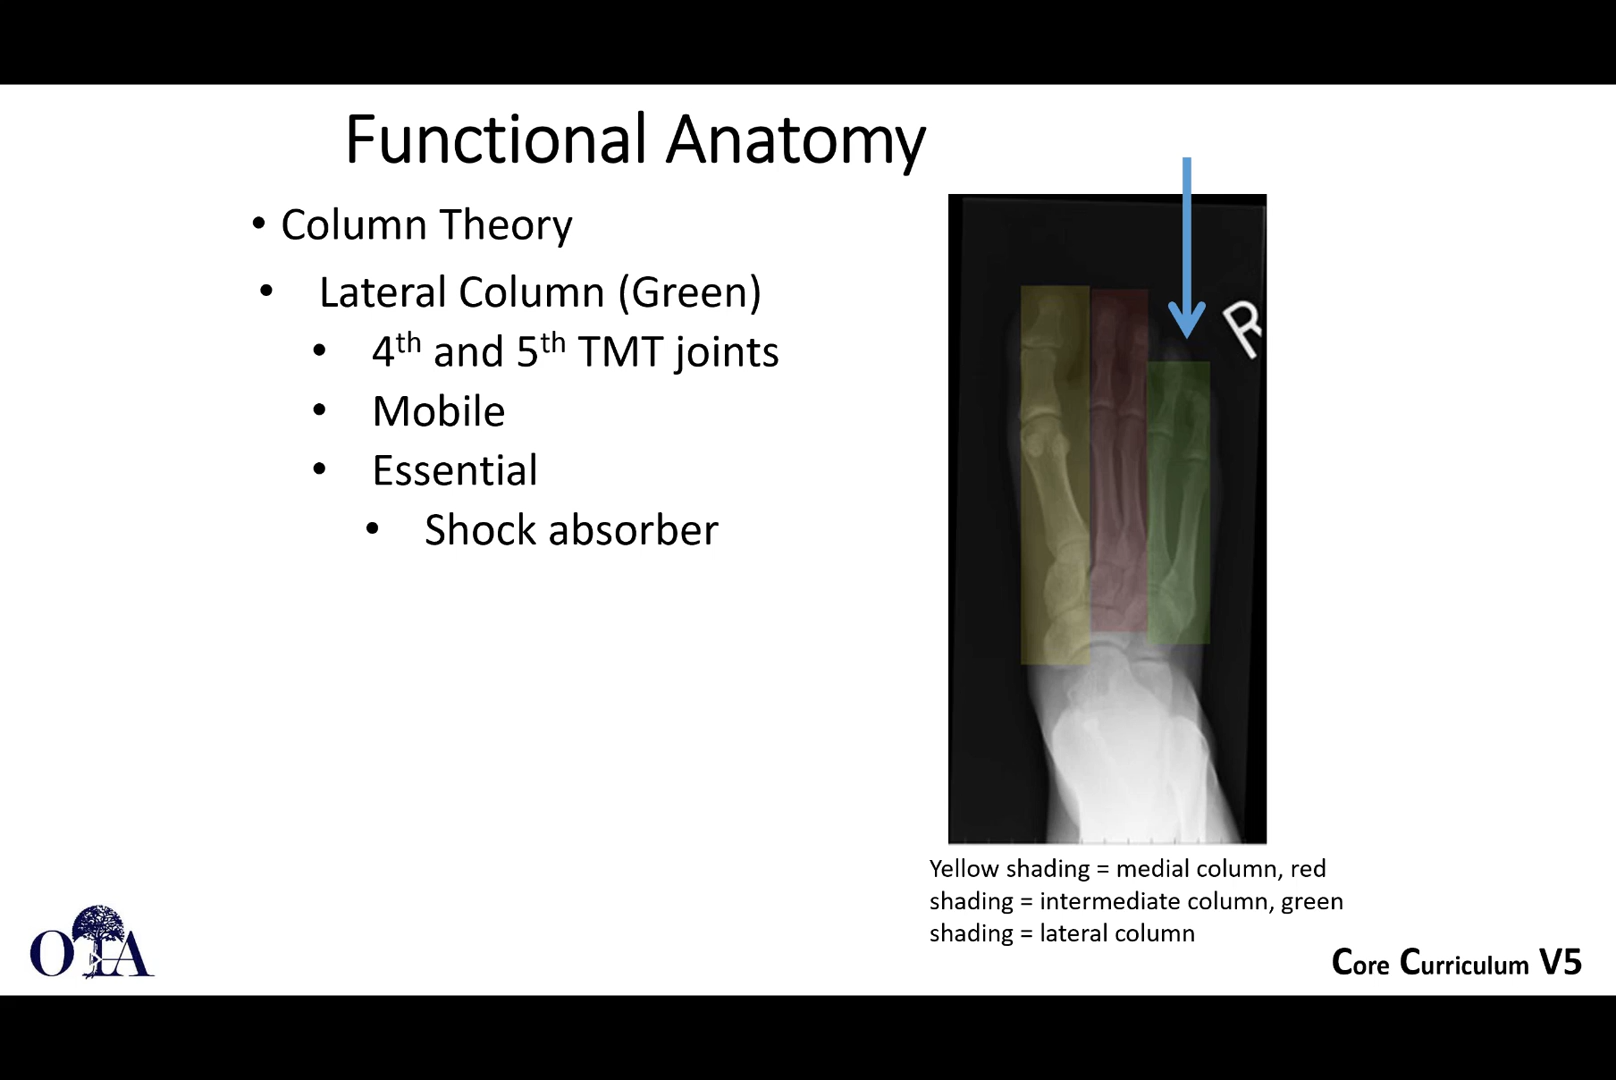 Functional Anatomy
• Column Theory
• Lateral Column (Green)
• 4th and 5th TMT joints
• Mobile
• Essential
• Shock absorber
R
Yellow shading = medial column, red
shading = intermediate column, green
shading = lateral column
OTA
Core Curriculum V5